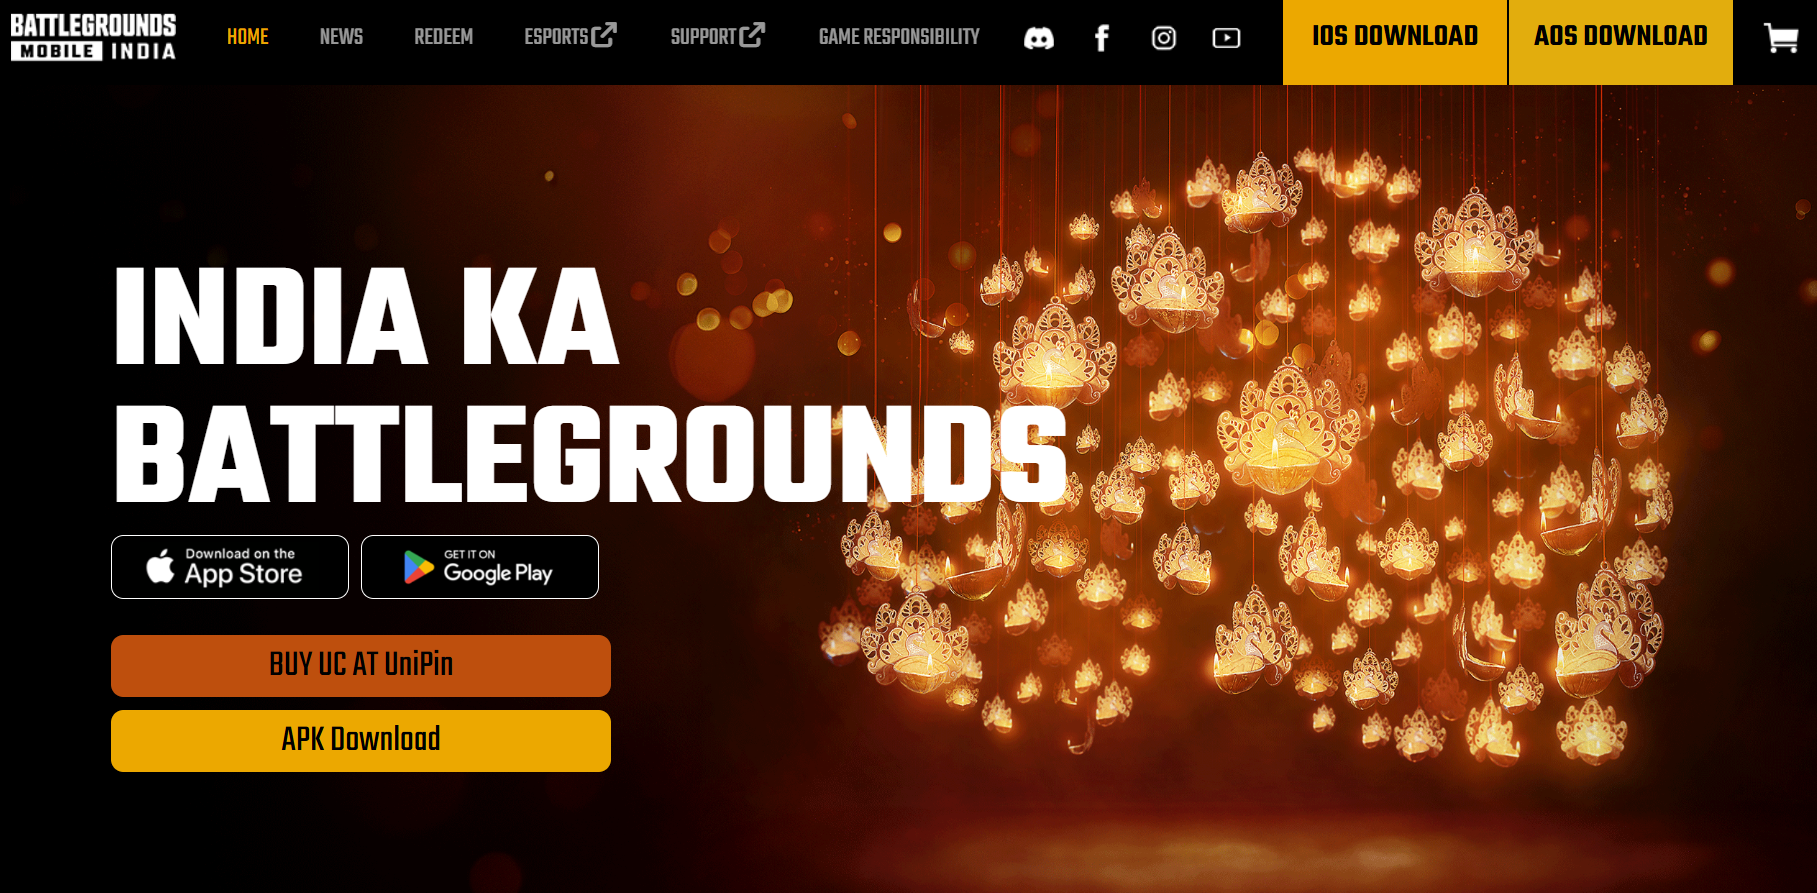 BATTLEGROUNDS
MOBILE INDIA
HOME
NEWS
REDEEM
ESPORTS
SUPPORT
GAME RESPONSIBILITY
IOS DOWNLOAD
AOS DOWNLOAD
INDIA KA
BATTLEGROUNDS
Download on the
App Store
GET IT ON
Google Play
BUY UC AT UniPin
APK Download